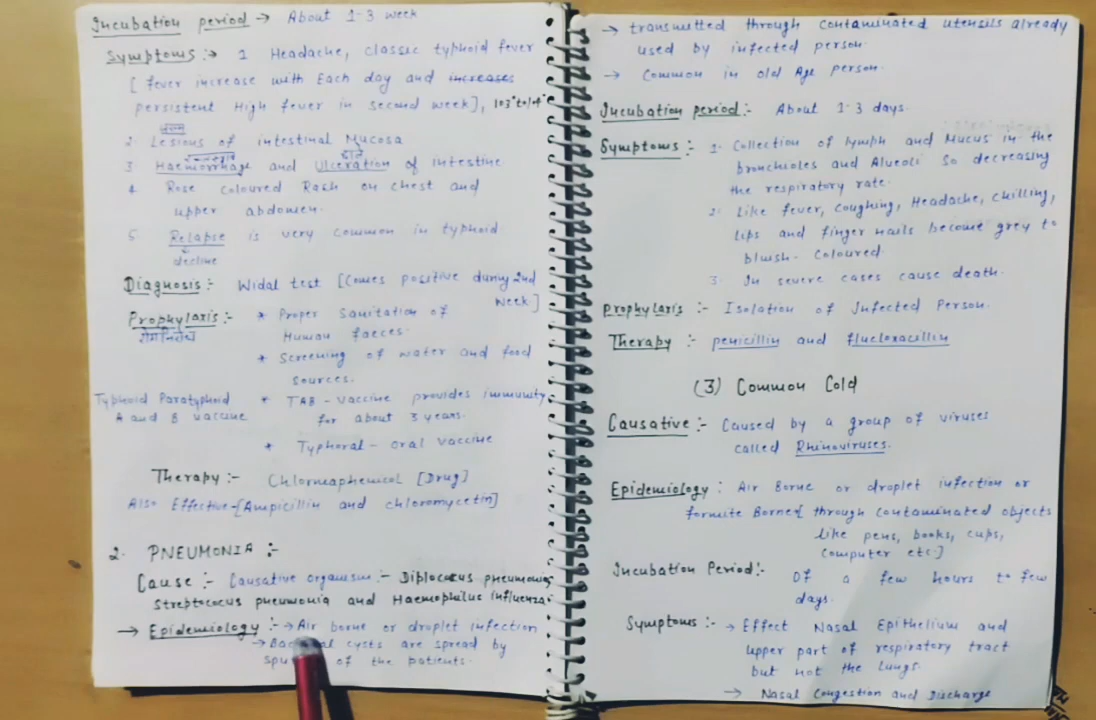 Incubation period → About 1-3 week
Symptoms :→ 1 Headache, classic typhoid fever
[ fever increase with Each day and increases
persistent High fever in second week], 103° to 104°
2. Lesions of intestinal Mucosa
3 Haemorrhage and Ulceration of intestine
4. Rose coloured Rash on chest and
upper abdomen.
5. Relapse is very common in typhoid
decline
Diagnosis :- Widal test [Comes positive during 2nd
Week]
Prophylaxis :- * Proper Sanitation of
रोगनिरोध Human faeces.
* Screening of water and food
sources.
Typhoid Paratyphoid * TAB - Vaccine provides immunity
A and B vaccine for about 3 years.
* Typhoral - oral vaccine
Therapy :- Chlormaphenicol [Drug]
Also Effective-[Ampicillin and chloromycetin]
2. PNEUMONIA :-
Cause :- Causative organism :- Diplococus pneumonia,
Streptococus pneumonia and Haemophilus influenza.
→ Epidemiology :- → Air borne or droplet infection
→ cysts are spread by
of the patients.
→ transmitted through contaminated utensils already
used by infected person.
→ Common in old Age person.
Incubation period :- About 1-3 days.
Symptoms :- 1. Collection of lymph and Mucus in the
bronchioles and Alveoli so decreasing
the respiratory rate.
2. Like fever, coughing, Headache, chilling,
lips and finger nails become grey to
bluish - Coloured.
3. In severe cases cause death.
Prophylaxis :- Isolation of Infected Person.
Therapy :- penicillin and flucloxacillin
(3) Common Cold
Causative :- Caused by a group of viruses
called Rhinoviruses.
Epidemiology : Air Borne or droplet infection or
formite Borne[ through contaminated objects
like pens, books, cups,
computer etc.]
Incubation Period :- Of a few hours to few
days.
Symptoms :- → Effect Nasal Epithelium and
upper part of respiratory tract
but not the lungs.
→ Nasal Congestion and Discharge